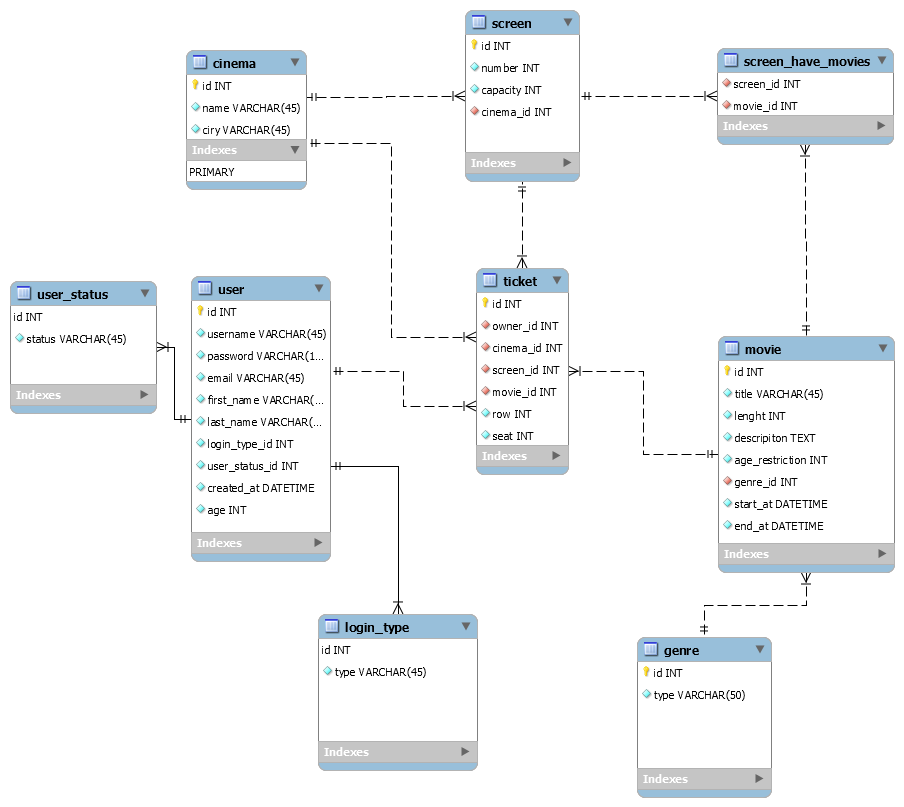 cinema
id INT
name VARCHAR(45)
ciry VARCHAR(45)
Indexes
PRIMARY
screen
id INT
number INT
capacity INT
cinema_id INT
Indexes
screen_have_movies
screen_id INT
movie_id INT
Indexes
user_status
id INT
status VARCHAR(45)
Indexes
user
id INT
username VARCHAR(45)
password VARCHAR(1...
email VARCHAR(45)
first_name VARCHAR(...
last_name VARCHAR(...
login_type_id INT
user_status_id INT
created_at DATETIME
age INT
Indexes
ticket
id INT
owner_id INT
cinema_id INT
screen_id INT
movie_id INT
row INT
seat INT
Indexes
movie
id INT
title VARCHAR(45)
lenght INT
descripiton TEXT
age_restriction INT
genre_id INT
start_at DATETIME
end_at DATETIME
Indexes
login_type
id INT
type VARCHAR(45)
Indexes
genre
id INT
type VARCHAR(50)
Indexes